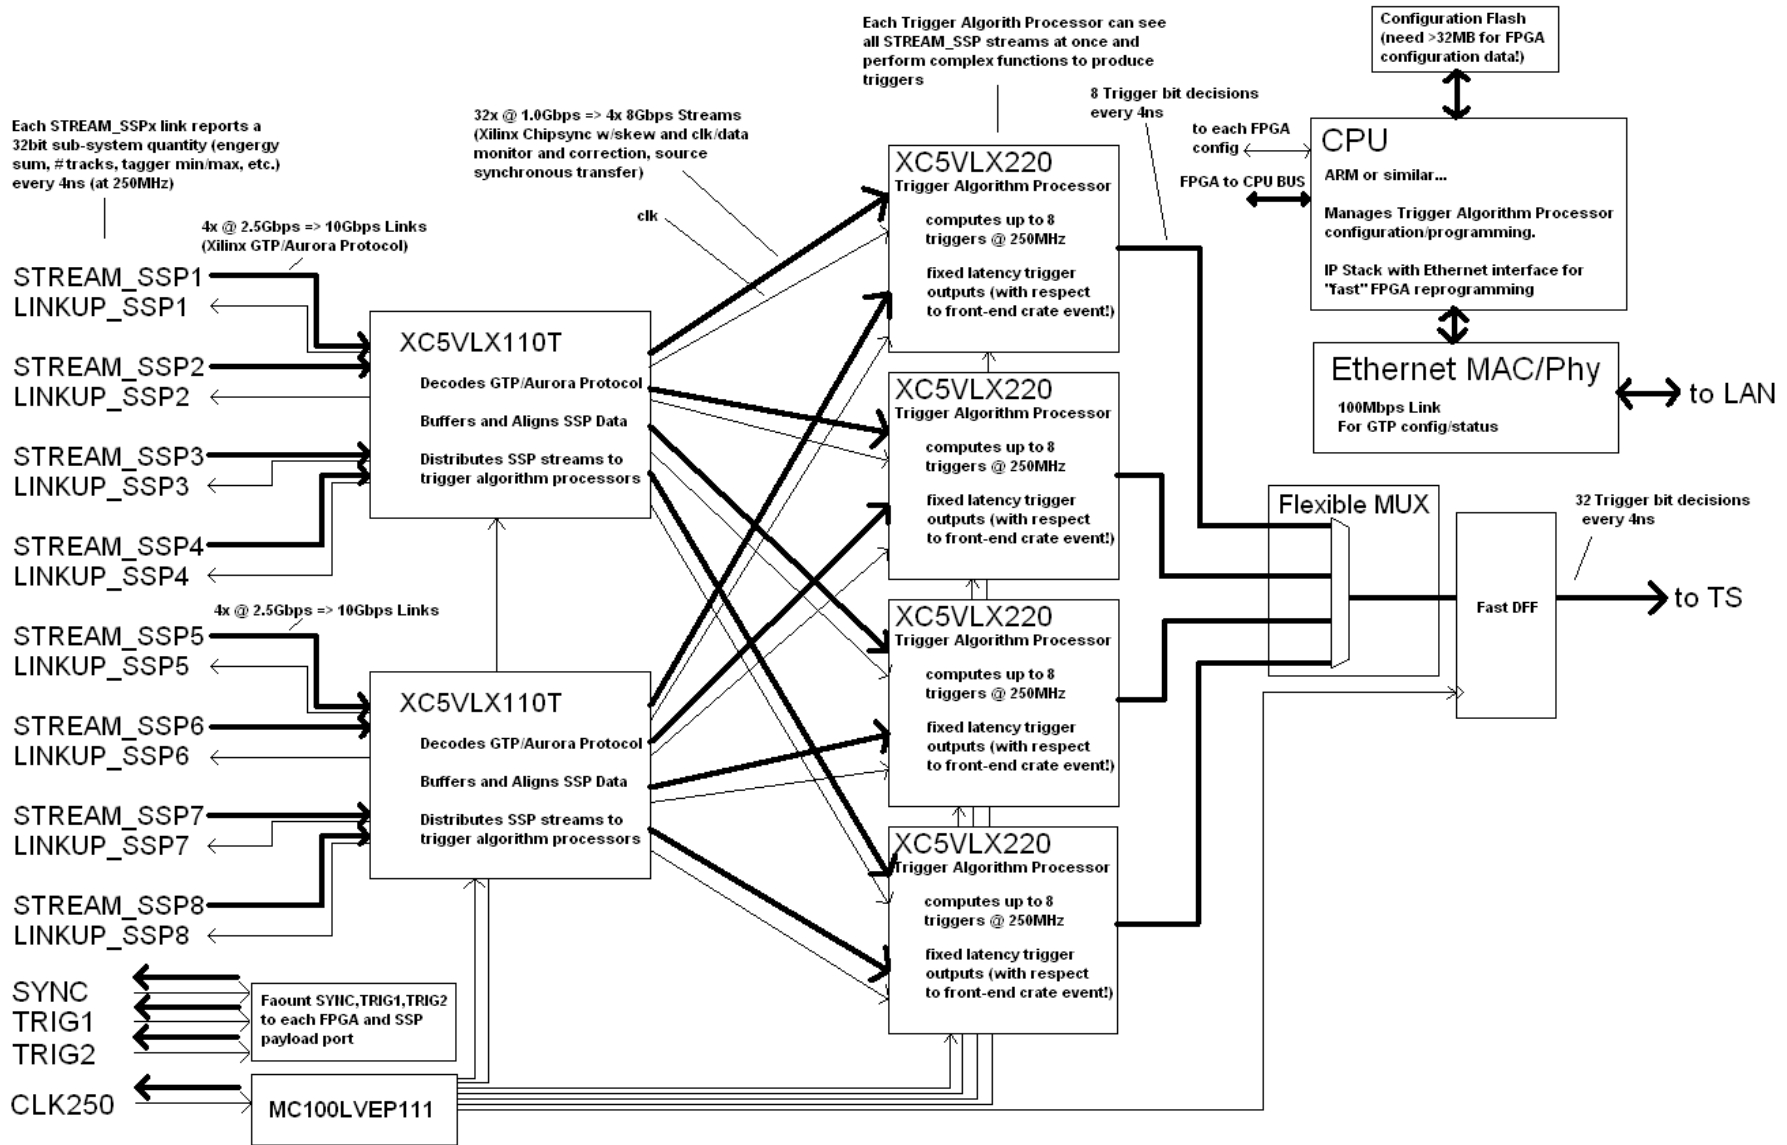 Each STREAM_SSPx link reports a
32bit sub-system quantity (engergy
sum, # tracks, tagger min/max, etc.)
every 4ns (at 250MHz)
4x @ 2.5Gbps => 10Gbps Links
(Xilinx GTP/Aurora Protocol)
STREAM_SSP1
LINKUP_SSP1
STREAM_SSP2
LINKUP_SSP2
STREAM_SSP3
LINKUP_SSP3
STREAM_SSP4
LINKUP_SSP4
4x @ 2.5Gbps => 10Gbps Links
STREAM_SSP5
LINKUP_SSP5
STREAM_SSP6
LINKUP_SSP6
STREAM_SSP7
LINKUP_SSP7
STREAM_SSP8
LINKUP_SSP8
SYNC
TRIG1
TRIG2
CLK250
Faount SYNC,TRIG1,TRIG2
to each FPGA and SSP
payload port
MC100LVEP111
XC5VLX110T
Decodes GTP/Aurora Protocol
Buffers and Aligns SSP Data
Distributes SSP streams to
trigger algorithm processors
XC5VLX110T
Decodes GTP/Aurora Protocol
Buffers and Aligns SSP Data
Distributes SSP streams to
trigger algorithm processors
32x @ 1.0Gbps => 4x 8Gbps Streams
(Xilinx Chipsync w/skew and clk/data
monitor and correction, source
synchronous transfer)
clk
Each Trigger Algorith Processor can see
all STREAM_SSP streams at once and
perform complex functions to produce
triggers
XC5VLX220
Trigger Algorithm Processor
computes up to 8
triggers @ 250MHz
fixed latency trigger
outputs (with respect
to front-end crate event!)
XC5VLX220
Trigger Algorithm Processor
computes up to 8
triggers @ 250MHz
fixed latency trigger
outputs (with respect
to front-end crate event!)
XC5VLX220
Trigger Algorithm Processor
computes up to 8
triggers @ 250MHz
fixed latency trigger
outputs (with respect
to front-end crate event!)
XC5VLX220
Trigger Algorithm Processor
computes up to 8
triggers @ 250MHz
fixed latency trigger
outputs (with respect
to front-end crate event!)
8 Trigger bit decisions
every 4ns
Configuration Flash
(need >32MB for FPGA
configuration data!)
to each FPGA
config
FPGA to CPU BUS
CPU
ARM or similar...
Manages Trigger Algorithm Processor
configuration/programming.
IP Stack with Ethernet interface for
"fast" FPGA reprogramming
Ethernet MAC/Phy
100Mbps Link
For GTP config/status
to LAN
Flexible MUX
Fast DFF
32 Trigger bit decisions
every 4ns
to TS